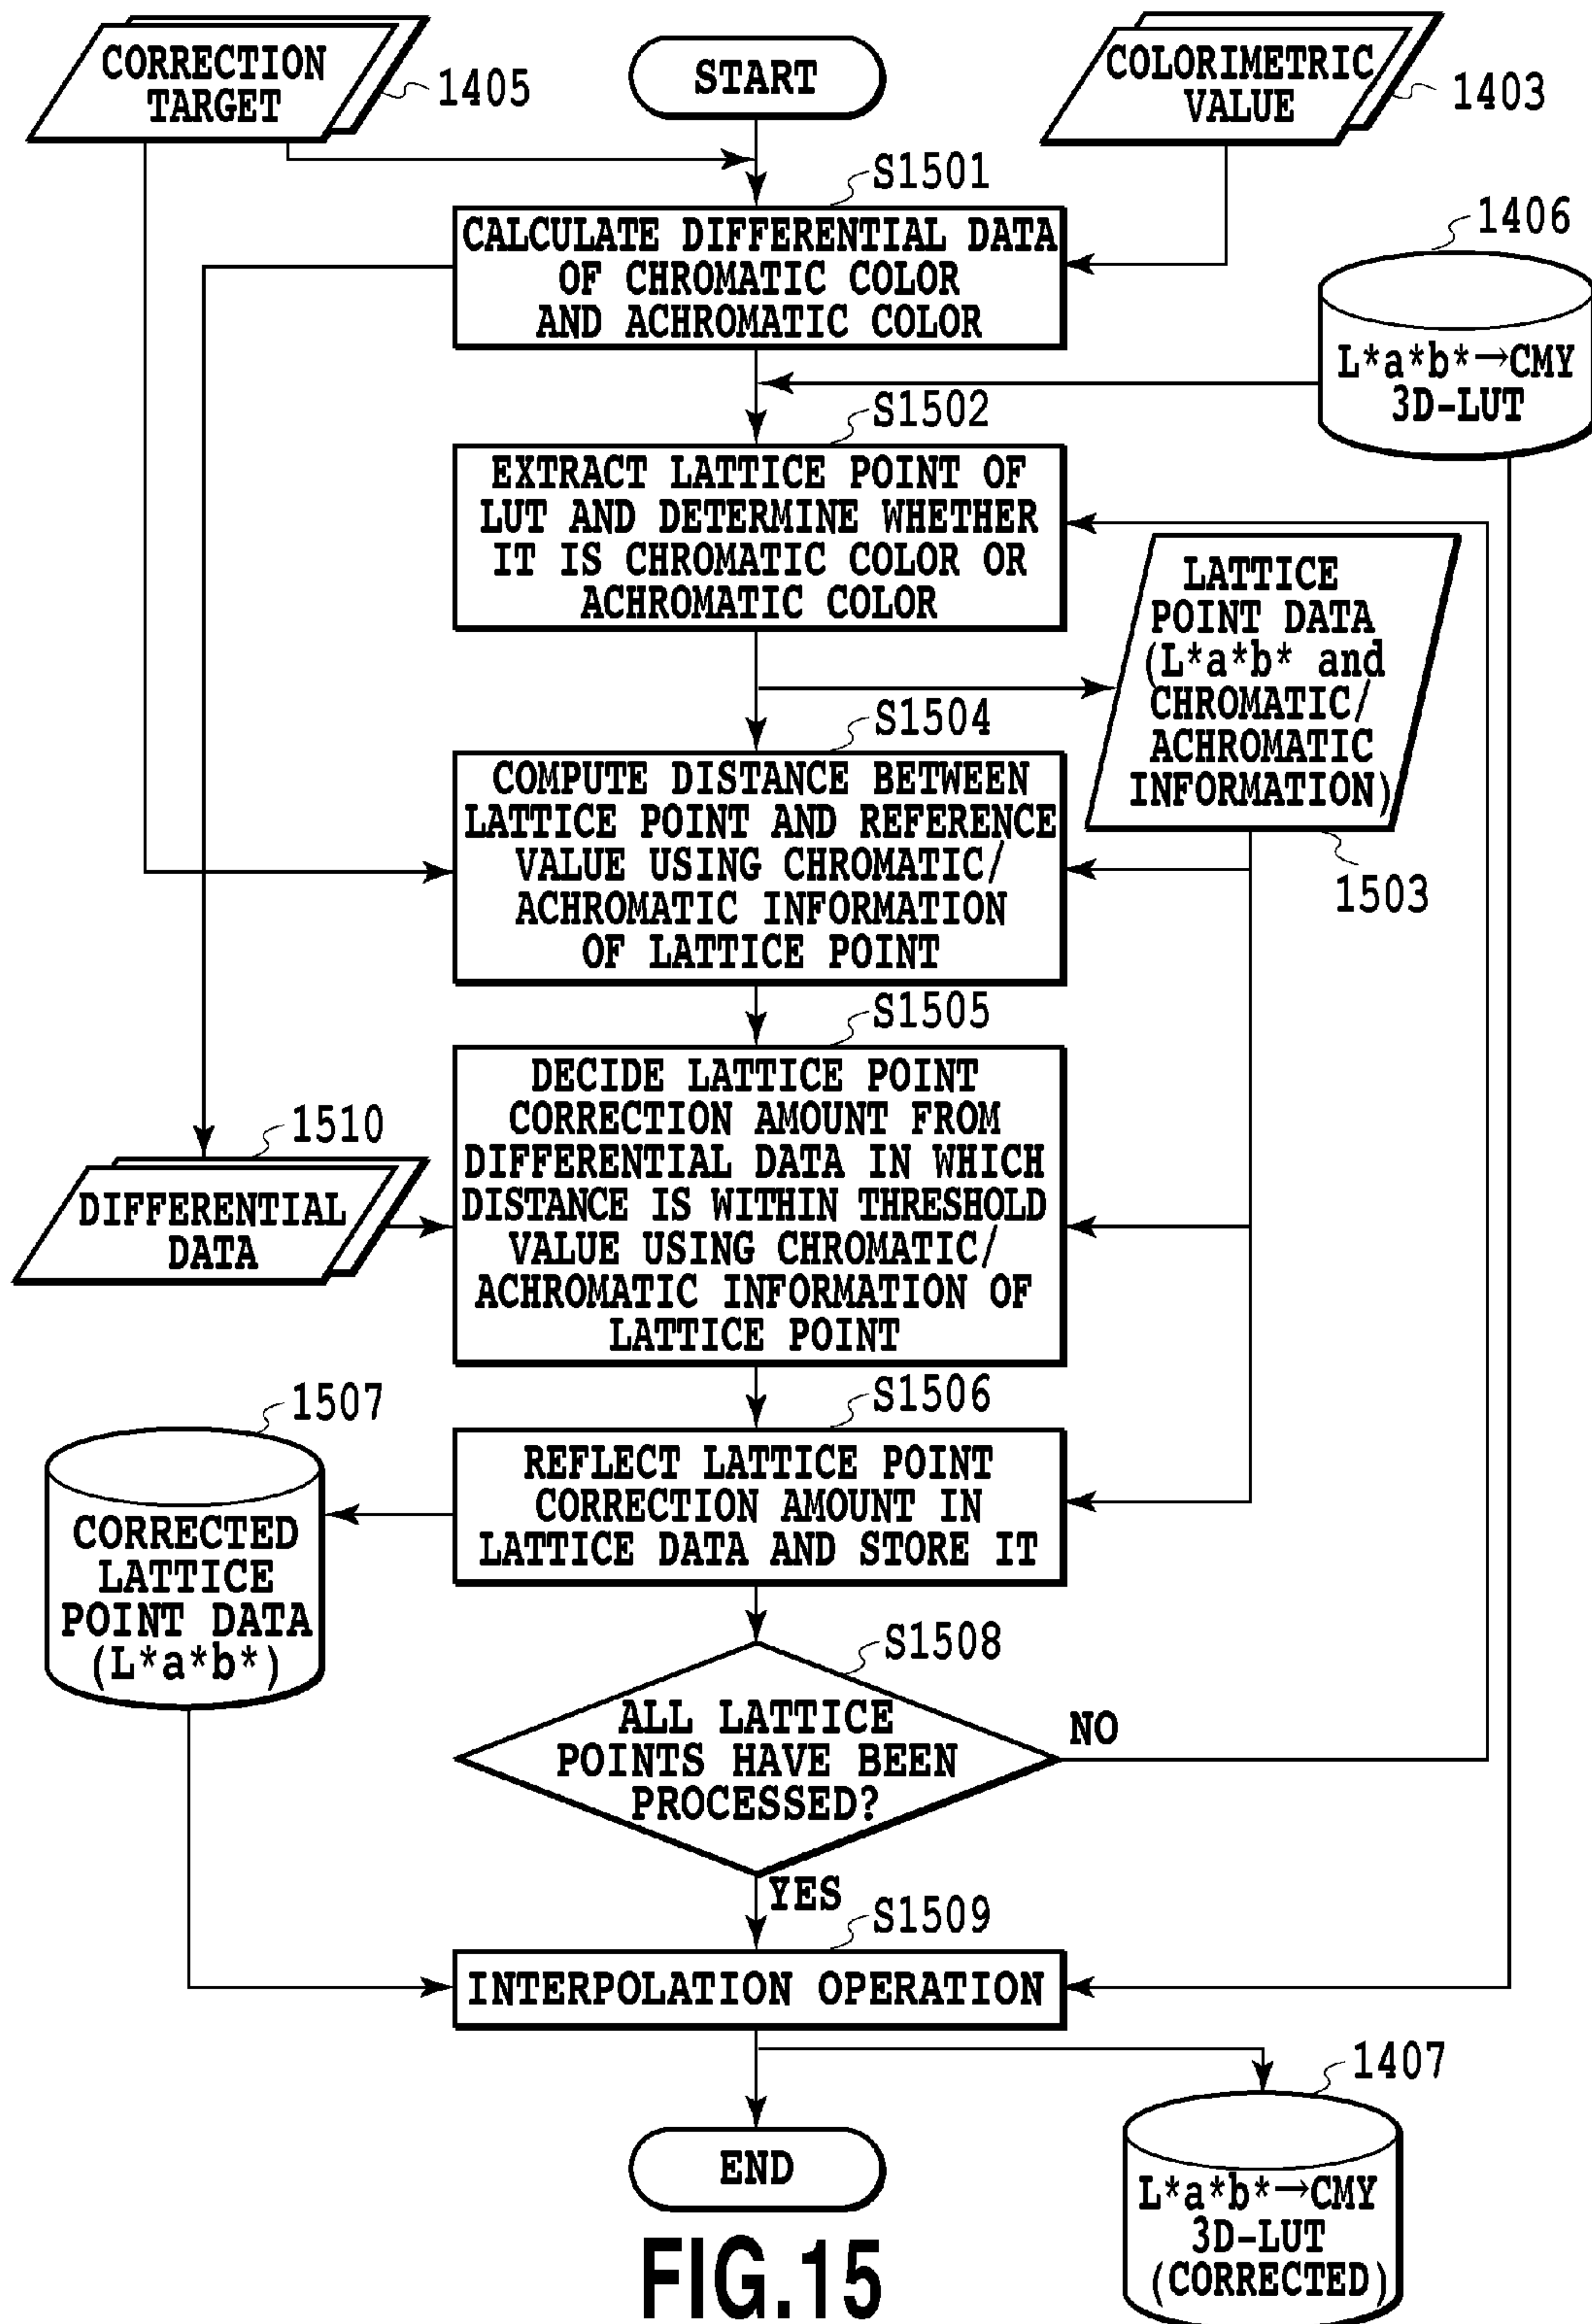 CORRECTION
TARGET
1405
START
COLORIMETRIC
VALUE
1403
S1501
CALCULATE DIFFERENTIAL DATA
OF CHROMATIC COLOR
AND ACHROMATIC COLOR
1406
L*a*b*→CMY
3D-LUT
S1502
EXTRACT LATTICE POINT OF
LUT AND DETERMINE WHETHER
IT IS CHROMATIC COLOR OR
ACHROMATIC COLOR
LATTICE
POINT DATA
(L*a*b* and
CHROMATIC/
ACHROMATIC
INFORMATION)
1503
S1504
COMPUTE DISTANCE BETWEEN
LATTICE POINT AND REFERENCE
VALUE USING CHROMATIC/
ACHROMATIC INFORMATION
OF LATTICE POINT
S1505
DECIDE LATTICE POINT
CORRECTION AMOUNT FROM
DIFFERENTIAL DATA IN WHICH
DISTANCE IS WITHIN THRESHOLD
VALUE USING CHROMATIC/
ACHROMATIC INFORMATION OF
LATTICE POINT
1510
DIFFERENTIAL
DATA
S1506
REFLECT LATTICE POINT
CORRECTION AMOUNT IN
LATTICE DATA AND STORE IT
1507
CORRECTED
LATTICE
POINT DATA
(L*a*b*)
S1508
ALL LATTICE
POINTS HAVE BEEN
PROCESSED?
NO
YES
S1509
INTERPOLATION OPERATION
1407
L*a*b*→CMY
3D-LUT
(CORRECTED)
END
FIG.15